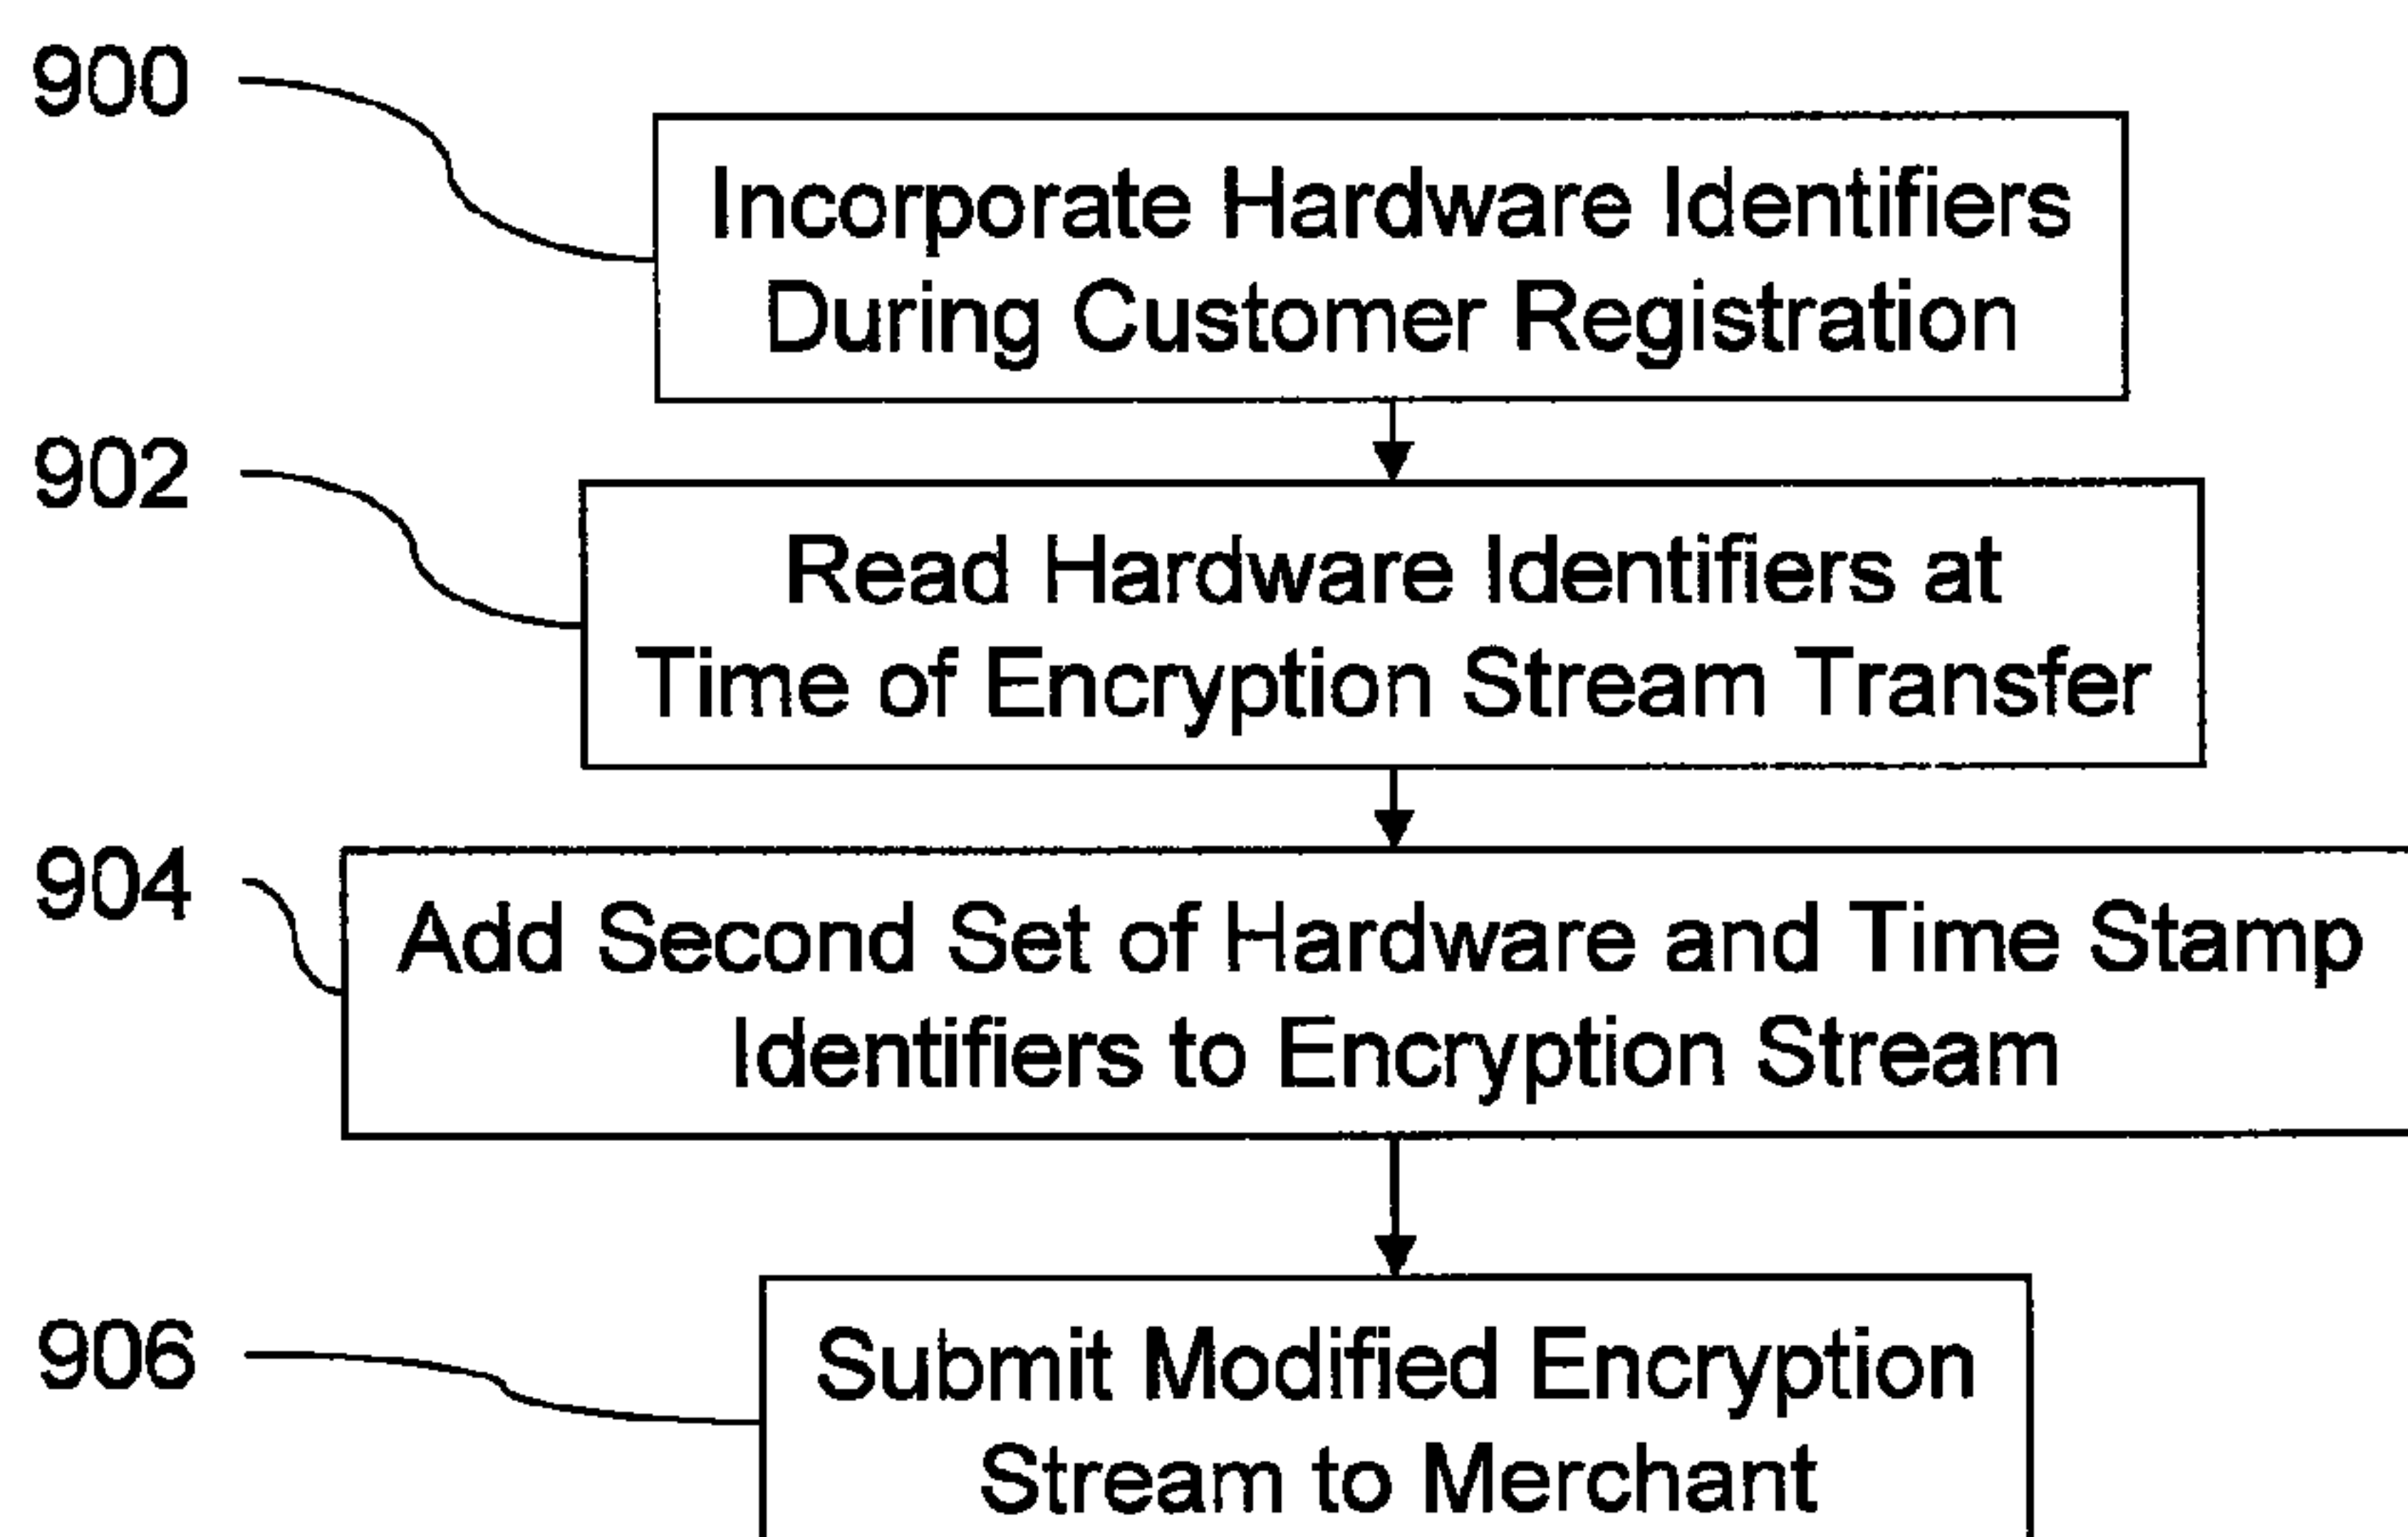 900
Incorporate Hardware Identifiers
During Customer Registration
902
Read Hardware Identifiers at
Time of Encryption Stream Transfer
904
Add Second Set of Hardware and Time Stamp
Identifiers to Encryption Stream
906
Submit Modified Encryption
Stream to Merchant